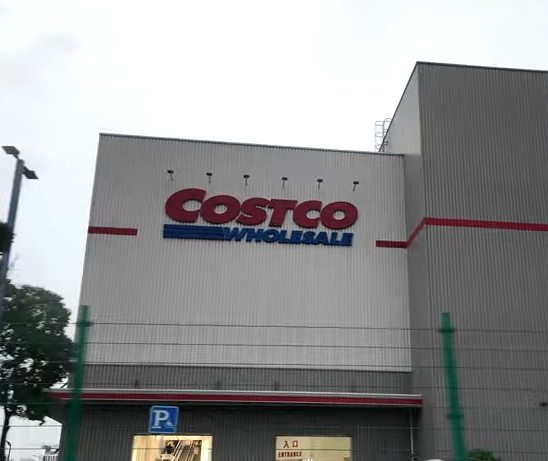 COSTCO
WHOLESALE
P
入口
ENTRANCE